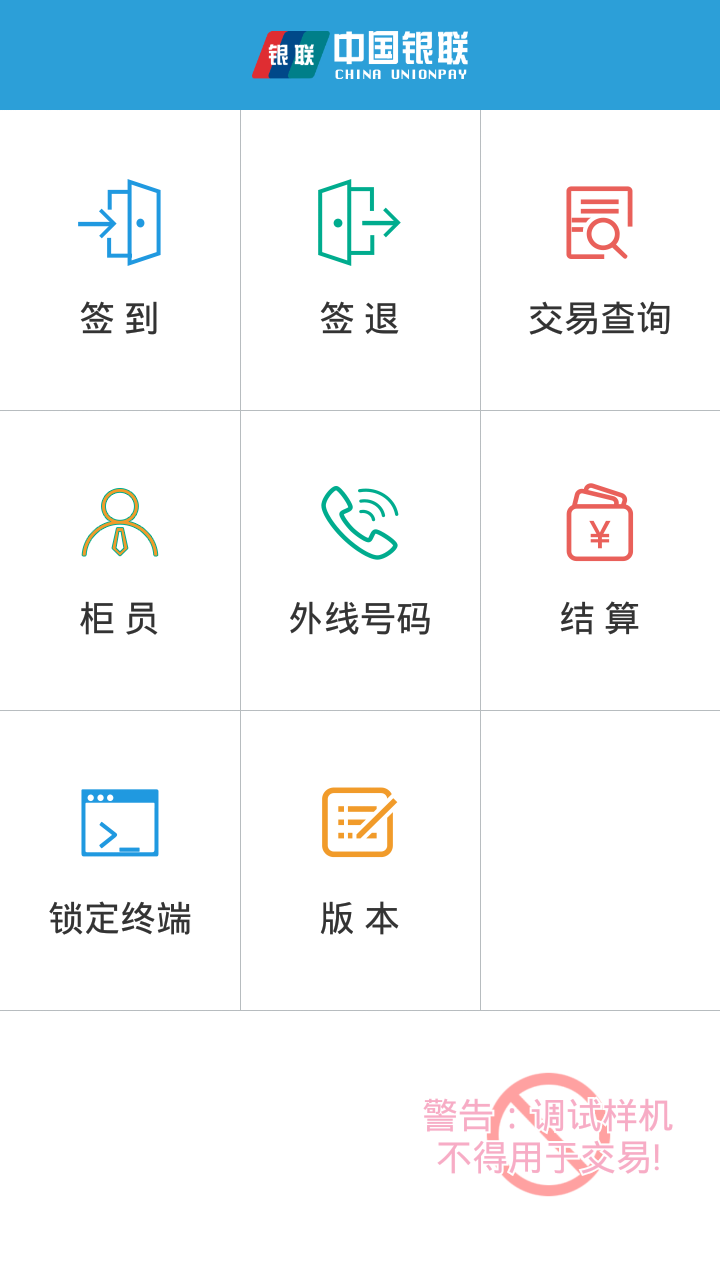 银联 中国银联
CHINA UNIONPAY
签 到
签 退
交易查询
柜 员
外线号码
¥
结 算
锁定终端
版 本
警告：调试样机
不得用于交易!